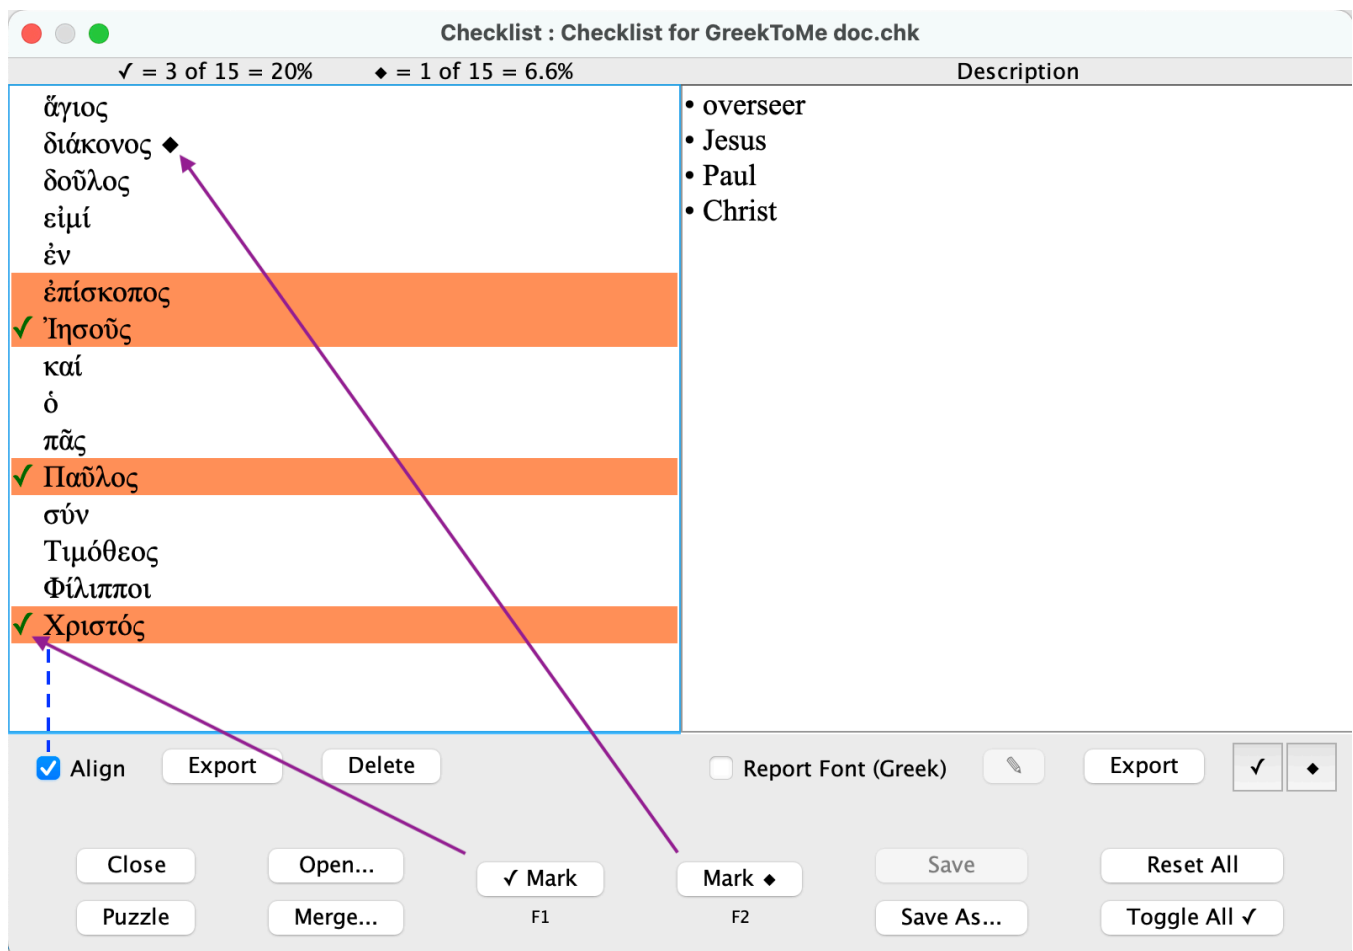 Checklist : Checklist for GreekToMe doc.chk
✓ = 3 of 15 = 20% ◆ = 1 of 15 = 6.6%
Description
ἅγιος
διάκονος ◆
δοῦλος
εἰμί
ἐν
ἐπίσκοπος
✓ Ἰησοῦς
καί
ὁ
πᾶς
✓ Παῦλος
σύν
Τιμόθεος
Φίλιπποι
✓ Χριστός
• overseer
• Jesus
• Paul
• Christ
Align Export Delete
Report Font (Greek) ✎ Export ✓ ◆
Close Open... ✓ Mark Mark ◆ Save Reset All
Puzzle Merge... F1 F2 Save As... Toggle All ✓